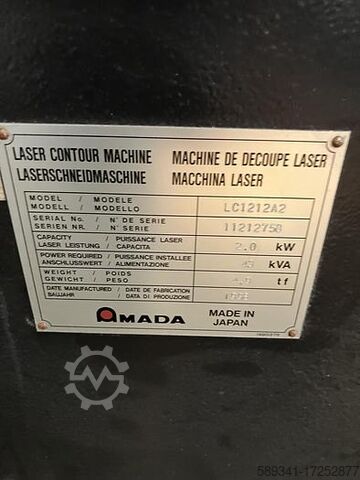 LASER CONTOUR MACHINE MACHINE DE DECOUPE LASER
LASERSCHNEIDMASCHINE MACCHINA LASER
MODEL / MODELE
MODELL / MODELLO LC1212A2
SERIAL No. / N° DE SERIE
SERIEN NR. / N° SERIE 11212758
CAPACITY / PUISSANCE LASER
LASER LEISTUNG / CAPACITA 2.0 kW
POWER REQUIRED / PUISSANCE INSTALLEE
ANSCHLUSSWERT / ALIMENTAZIONE kVA
WEIGHT / POIDS
GEWICHT / PESO tf
DATE MANUFACTURED / DATE DE FABRICATION
BAUJAHR / DATA DI PRODUZIONE
AMADA MADE IN
JAPAN
589341-17252877